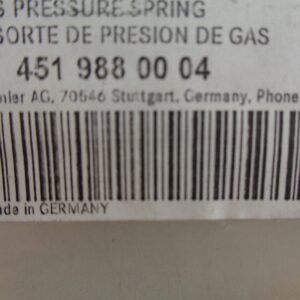 S PRESSURE SPRING
SORTE DE PRESION DE GAS
451 988 00 04
nler AG, 70546 Stuttgart, Germany, Phone
ade in GERMANY